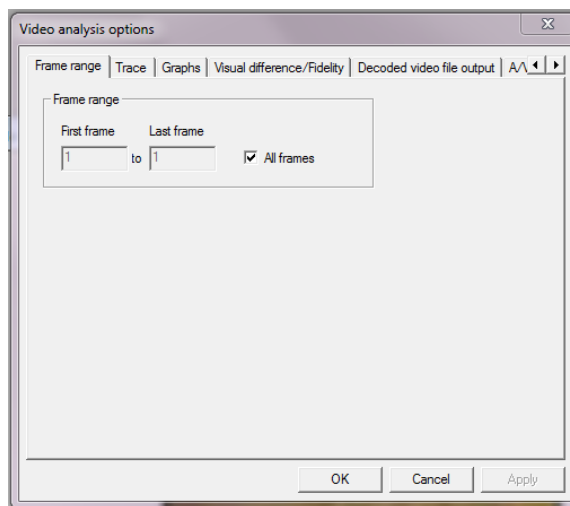 Video analysis options
Frame range Trace Graphs Visual difference/Fidelity Decoded video file output
Frame range
First frame Last frame
1 to 1 All frames
OK Cancel Apply